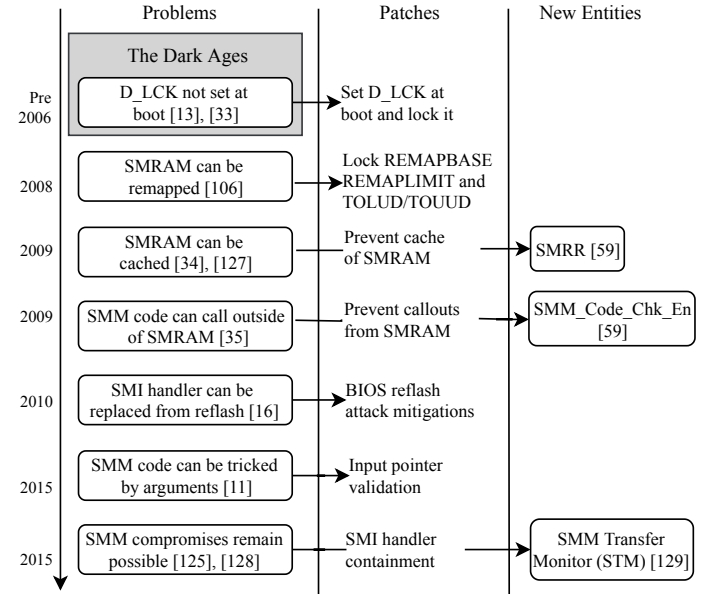 Problems
Patches
New Entities
The Dark Ages
Pre
2006
D_LCK not set at
boot [13], [33]
Set D_LCK at
boot and lock it
2008
SMRAM can be
remapped [106]
Lock REMAPBASE
REMAPLIMIT and
TOLUD/TOUUD
2009
SMRAM can be
cached [34], [127]
Prevent cache
of SMRAM
SMRR [59]
2009
SMM code can call outside
of SMRAM [35]
Prevent callouts
from SMRAM
SMM_Code_Chk_En
[59]
2010
SMI handler can be
replaced from reflash [16]
BIOS reflash
attack mitigations
2015
SMM code can be tricked
by arguments [11]
Input pointer
validation
2015
SMM compromises remain
possible [125], [128]
SMI handler
containment
SMM Transfer
Monitor (STM) [129]